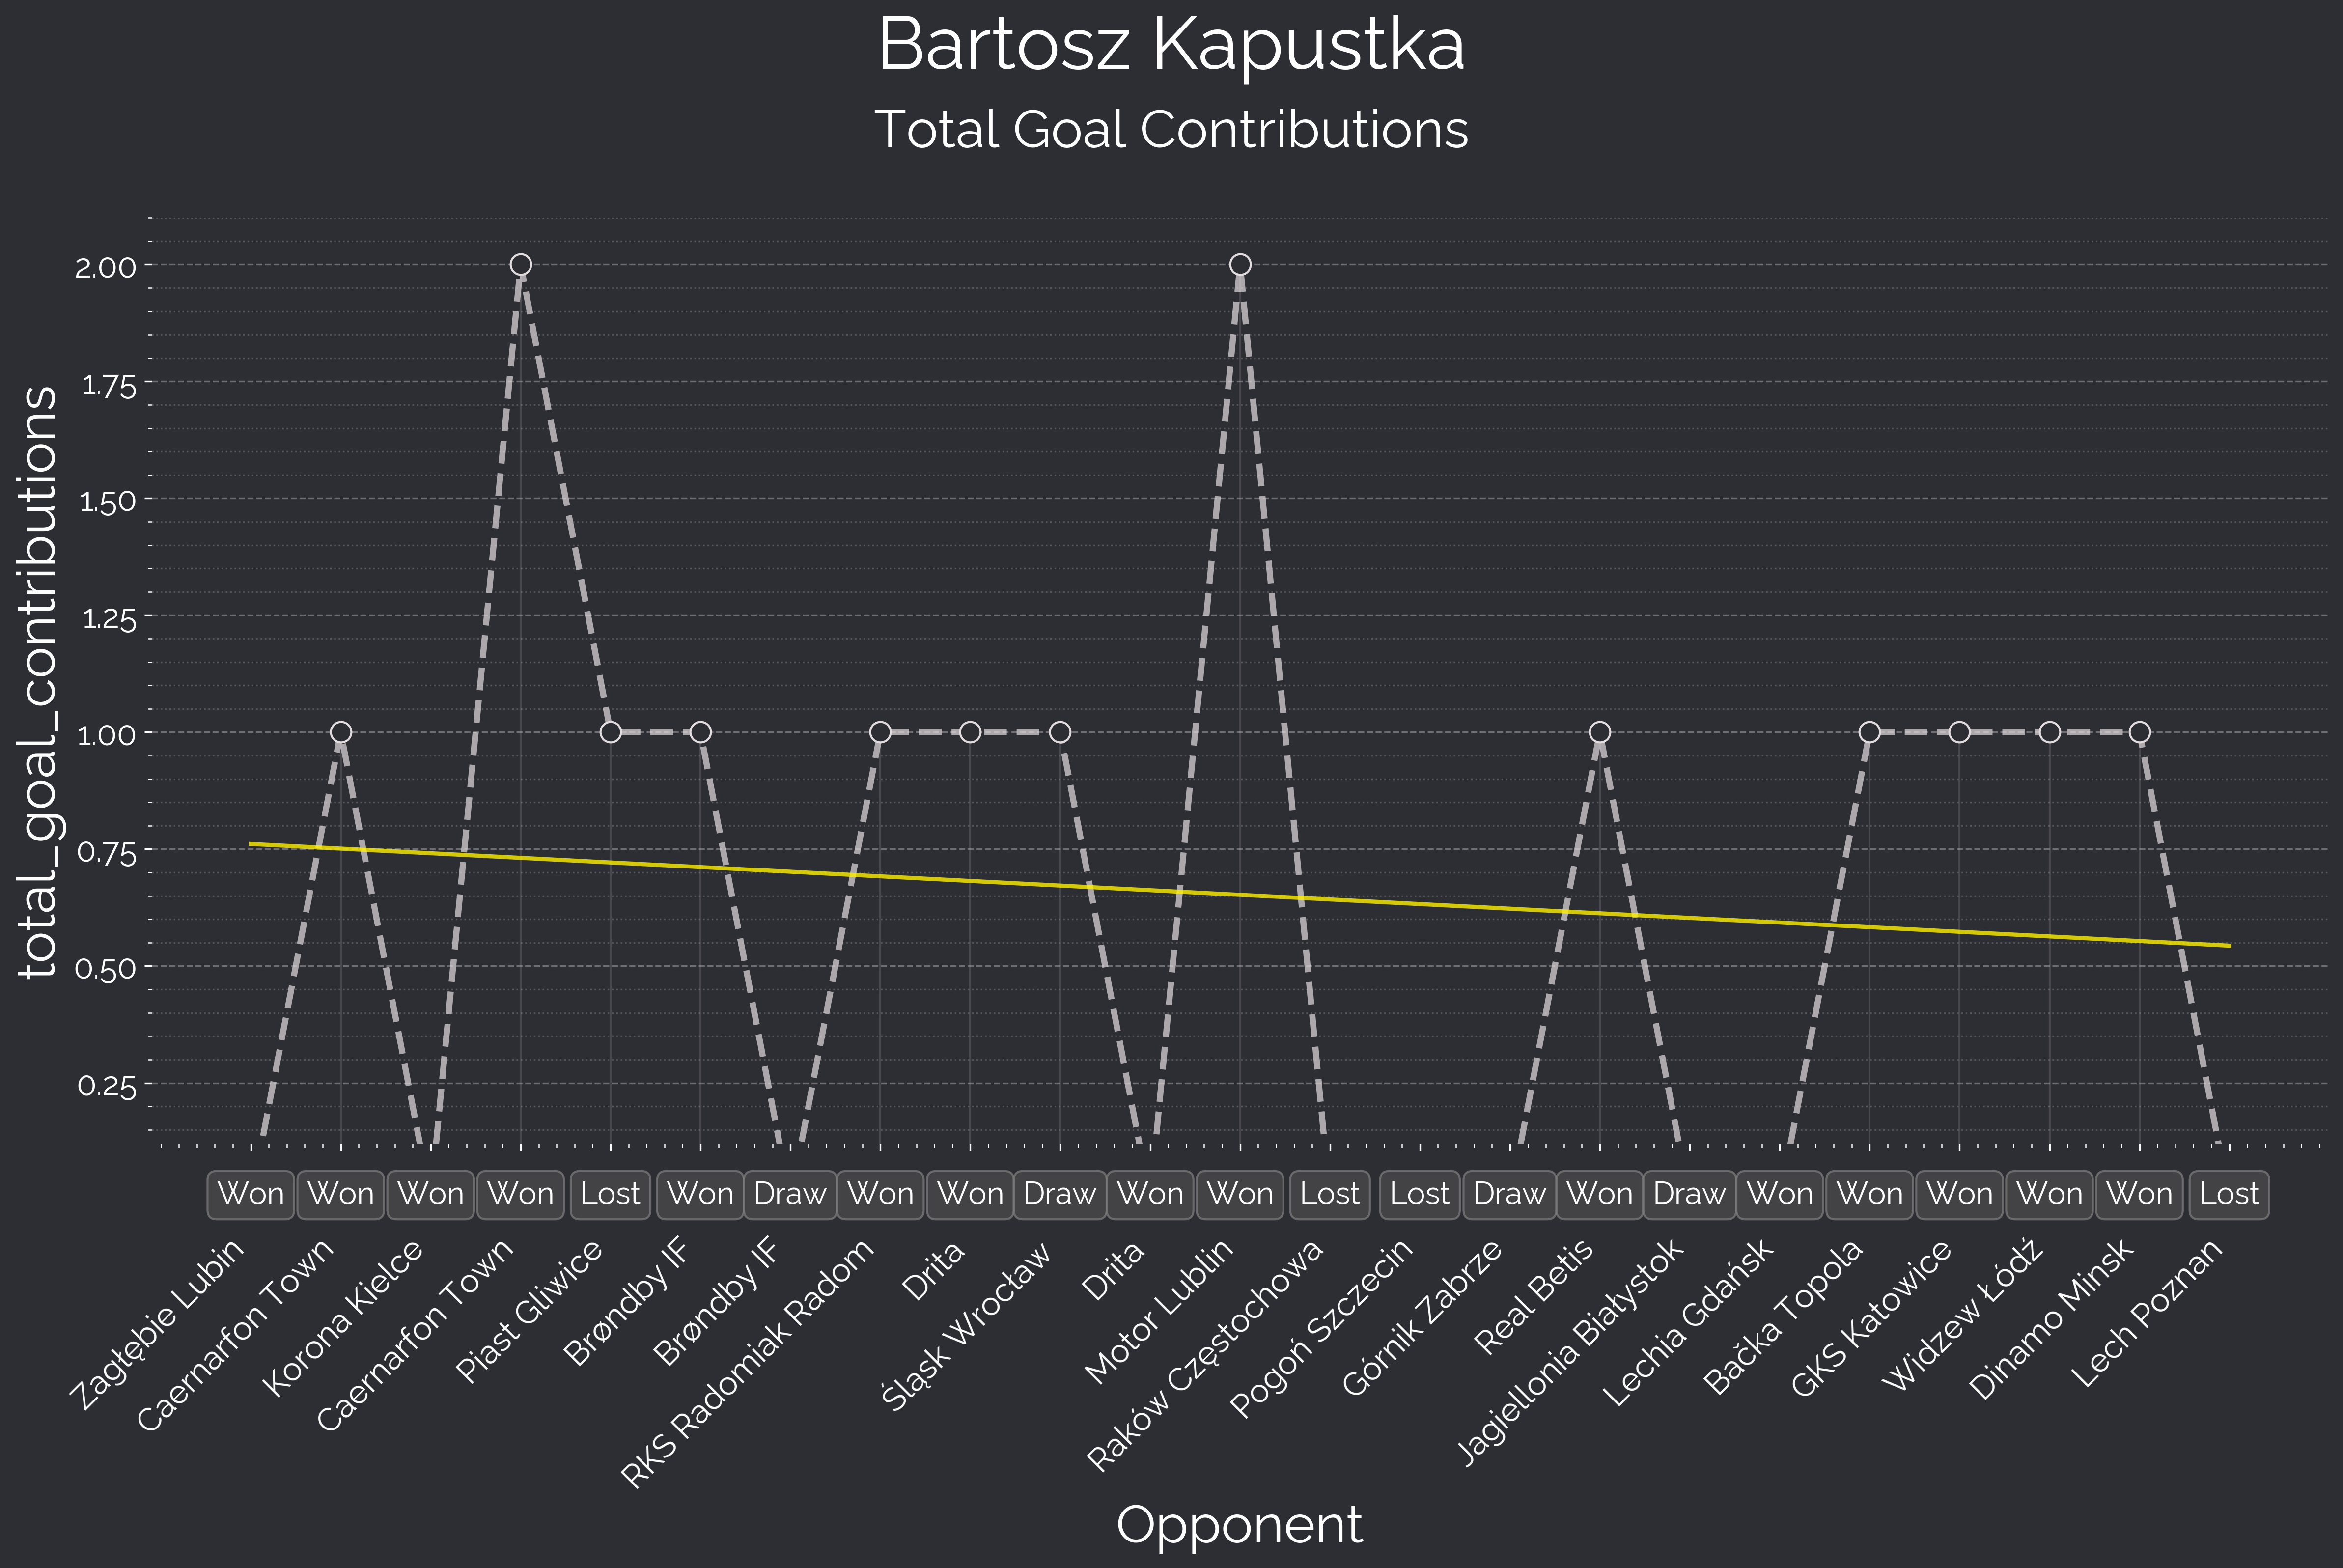 Bartosz Kapustka
Total Goal Contributions
total_goal_contributions
2.00
1.75
1.50
1.25
1.00
0.75
0.50
0.25
Won Won Won Won Lost Won Draw Won Won Draw Won Won Lost Lost Draw Won Draw Won Won Won Won Won Lost
Zagłębie Lubin
Caernarfon Town
Korona Kielce
Caernarfon Town
Piast Gliwice
Brøndby IF
Brøndby IF
RKS Radomiak Radom
Drita
Śląsk Wrocław
Drita
Motor Lublin
Raków Częstochowa
Pogoń Szczecin
Górnik Zabrze
Real Betis
Jagiellonia Białystok
Lechia Gdańsk
Bačka Topola
GKS Katowice
Widzew Łódź
Dinamo Minsk
Lech Poznan
Opponent